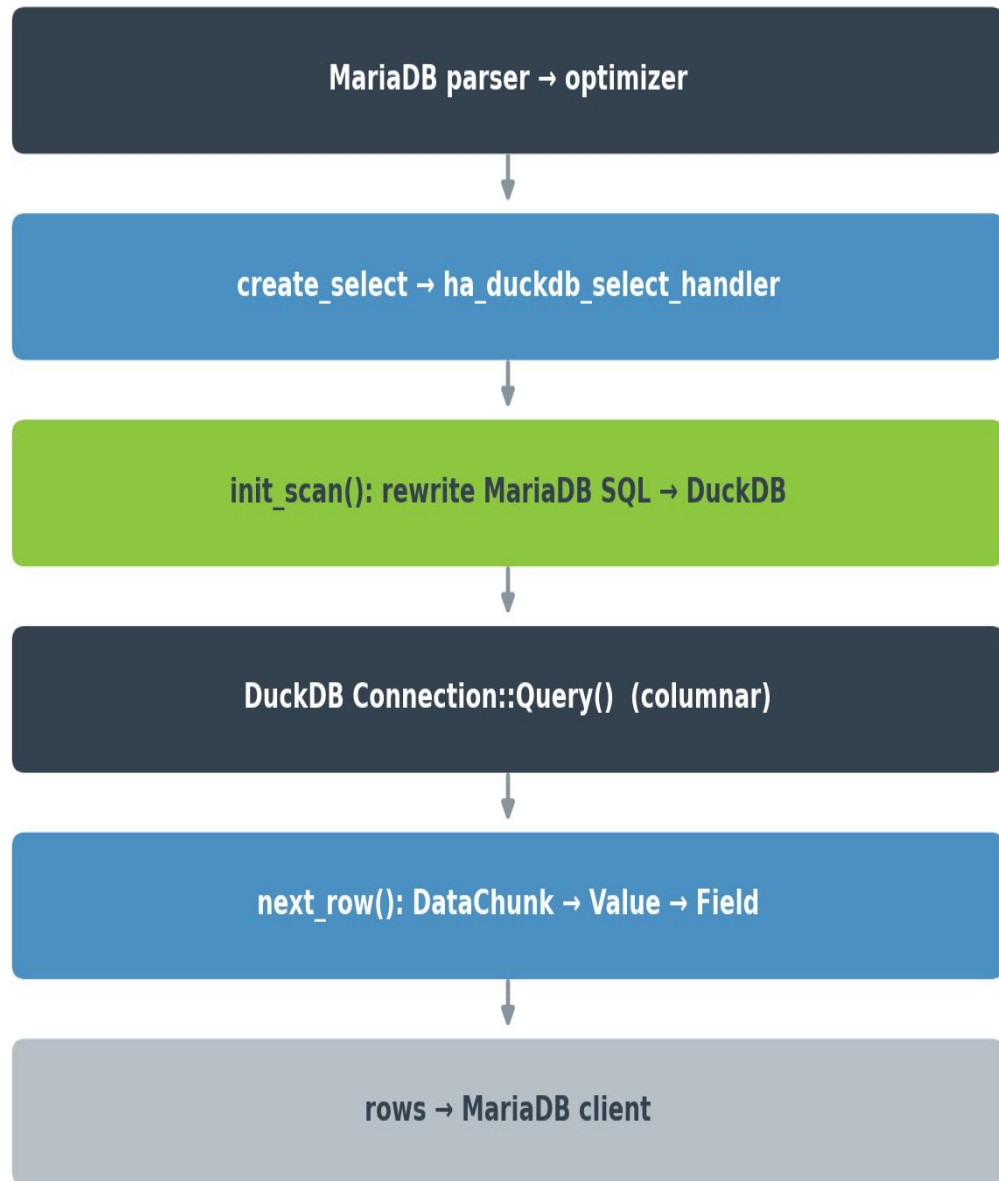 MariaDB parser → optimizer
create_select → ha_duckdb_select_handler
init_scan(): rewrite MariaDB SQL → DuckDB
DuckDB Connection::Query()  (columnar)
next_row(): DataChunk → Value → Field
rows → MariaDB client